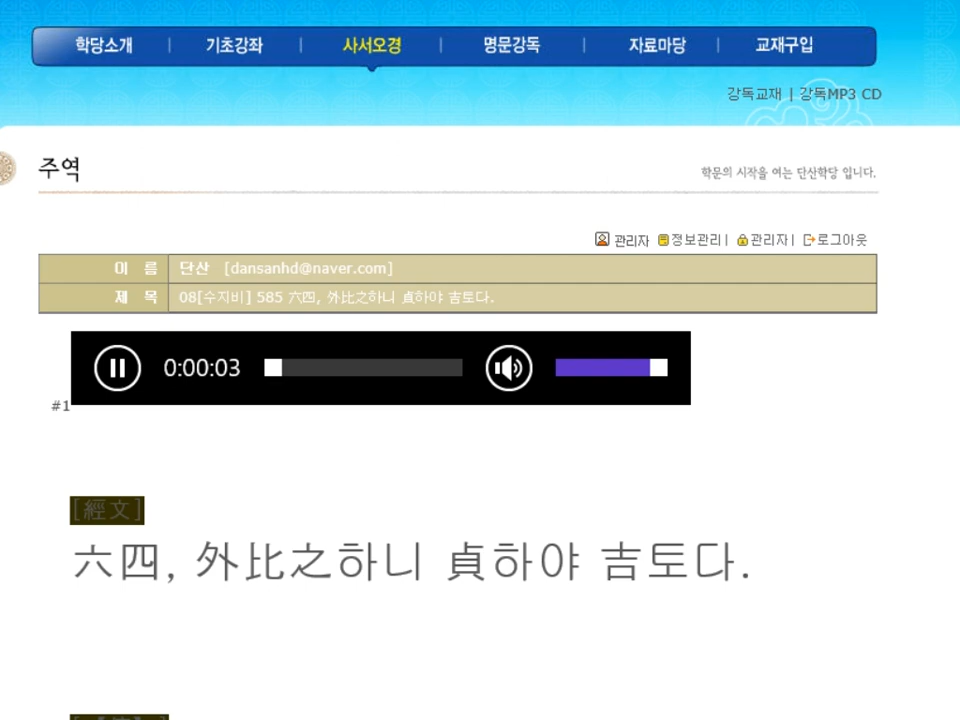 학당소개 | 기초강좌 | 사서오경 | 명문강독 | 자료마당 | 교재구입
강독교재 | 강독MP3 CD
주역
학문의 시작을 여는 단산학당 입니다.
관리자 정보관리 | 관리자 | 로그아웃
이 름 단산 [dansanhd@naver.com]
제 목 08[수지비] 585 六四, 外比之하니 貞하야 吉토다.
0:00:03
#1
[經文]
六四, 外比之하니 貞하야 吉토다.